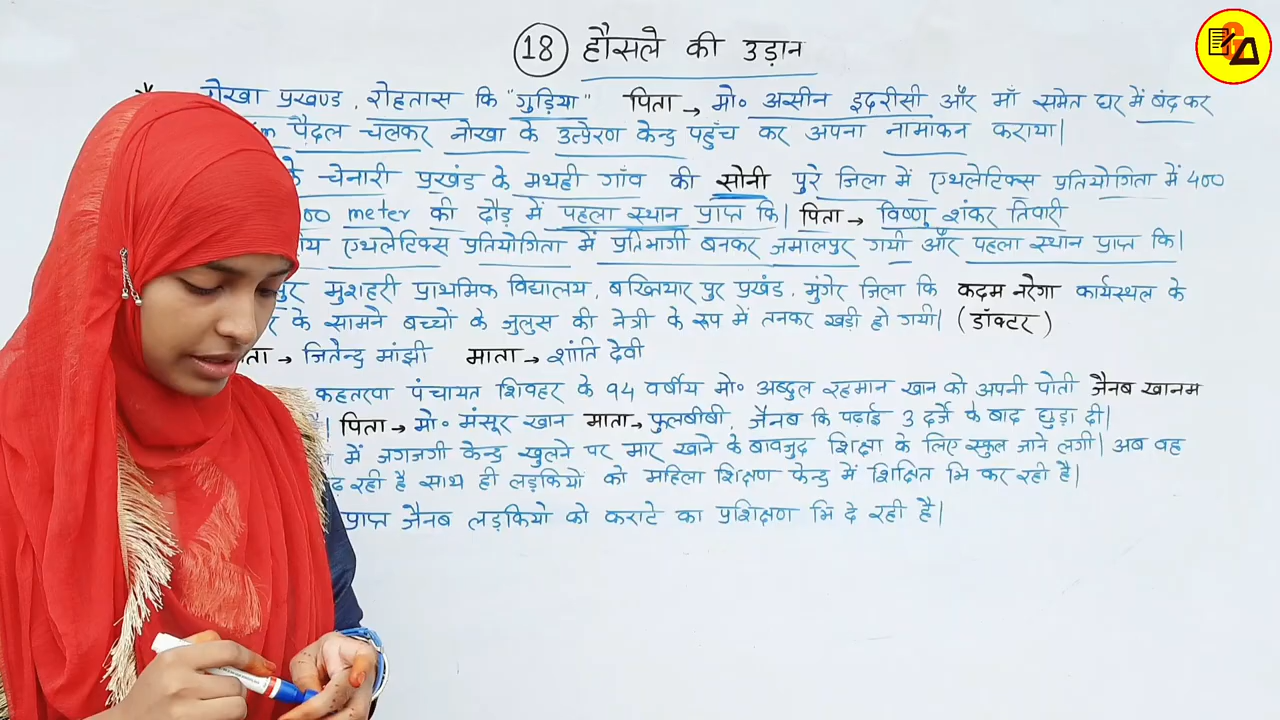 18 हौसले की उड़ान
नोखा प्रखण्ड, रोहतास कि "गुड़िया" पिता → मो० अव्सीन इदरीसी और माँ समेत घर में बंद कर
पैदल चलकर नोखा के उत्प्रेरण केन्द्र पहुँच कर अपना नामांकन कराया|
के चेनारी प्रखंड के मथही गाँव की सोनी पुरे जिला में एथलेटिक्स प्रतियोगिता में 400
00 meter की दौड़ में पहला स्थान प्राप्त कि| पिता → विष्णु शंकर तिवारी
एथलेटिक्स प्रतियोगिता में प्रतिभागी बनकर जमालपुर गयी और पहला स्थान प्राप्त कि|
पुर मुशहरी प्राथमिक विद्यालय, बख्तियार पुर प्रखंड, मुंगेर जिला कि कदम नरेगा कार्यस्थल के
के सामने बच्चों के जुलुस की नेत्री के रूप में तनकर खड़ी हो गयी| (डॉक्टर)
→ जितेन्द्र मांझी माता → शांति देवी
कहतरवा पंचायत शिवहर के 94 वर्षीय मो० अब्दुल रहमान खान को अपनी पोती जैनब खानम
| पिता → मो० मंसूर खान माता → फुलबीबी, जैनब कि पढ़ाई 3 दर्जे के बाद छुड़ा दी|
में जगजगी केन्द्र खुलने पर मार खाने के बावजुद शिक्षा के लिए स्कुल जाने लगी| अब वह
रही है साथ ही लड़कियों को महिला शिक्षण केन्द्र में शिक्षित भि कर रही है|
प्राप्त जैनब लड़कियो को कराटे का प्रशिक्षण भि दे रही है|